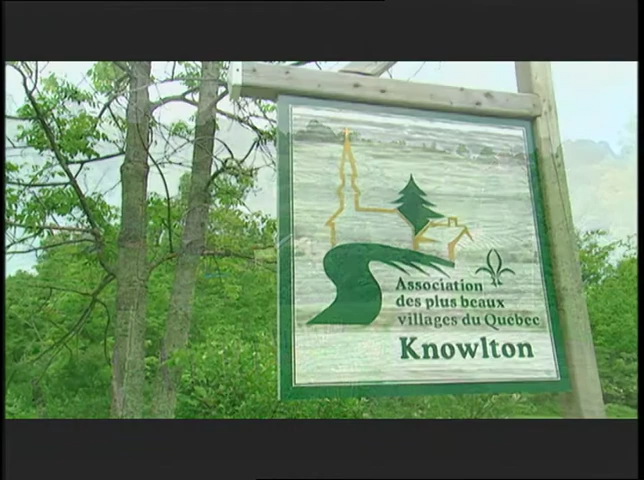 Association
des plus beaux
villages du Quebec
Knowlton